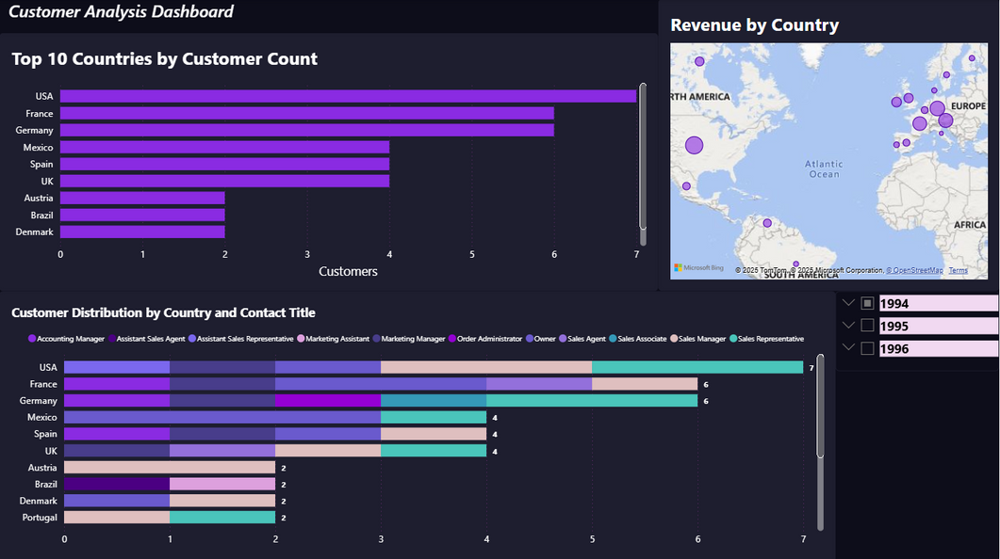 Customer Analysis Dashboard
Top 10 Countries by Customer Count
USA
France
Germany
Mexico
Spain
UK
Austria
Brazil
Denmark
0 1 2 3 4 5 6 7
Customers
Revenue by Country
RTH AMERICA
EUROPE
Atlantic
Ocean
AFRICA
SOUTH AMERICA
Microsoft Bing
© 2025 TomTom, © 2025 Microsoft Corporation, © OpenStreetMap Terms
Customer Distribution by Country and Contact Title
Accounting Manager Assistant Sales Agent Assistant Sales Representative Marketing Assistant Marketing Manager Order Administrator Owner Sales Agent Sales Associate Sales Manager Sales Representative
USA 7
France 6
Germany 6
Mexico 4
Spain 4
UK 4
Austria 2
Brazil 2
Denmark 2
Portugal 2
0 1 2 3 4 5 6 7
1994
1995
1996